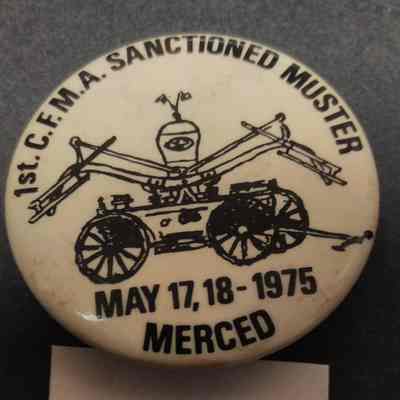 1st. C.F.M.A. SANCTIONED MUSTER
MAY 17, 18 - 1975
MERCED